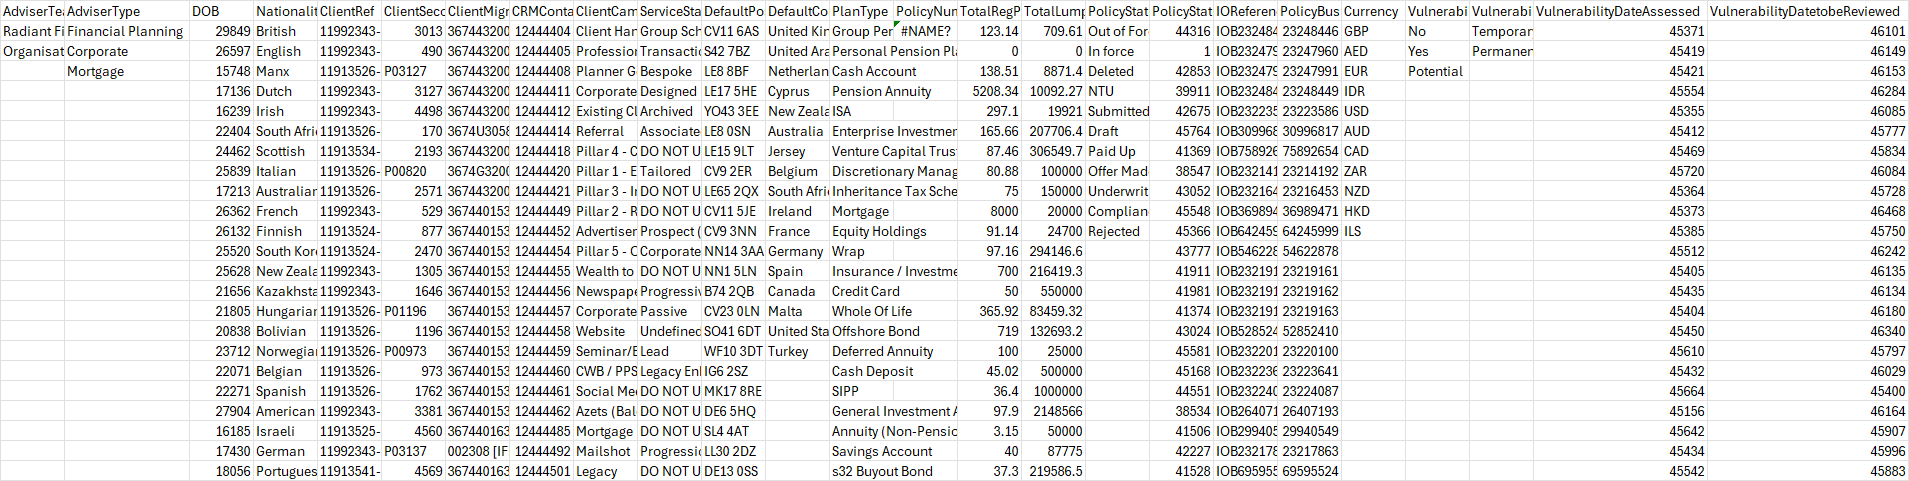 AdviserTea AdviserType DOB Nationalit ClientRef ClientSeco ClientMigr CRMConta ClientCam ServiceSta DefaultPo DefaultCo PlanType PolicyNum TotalRegP TotalLump PolicyStat PolicyStat IOReferen PolicyBus Currency Vulnerabi Vulnerabi VulnerabilityDateAssessed VulnerabilityDatetobeReviewed
Radiant Fi Financial Planning 29849 British 11992343- 3013 367443200 12444404 Client Han Group Sch CV11 6AS United Kin Group Per #NAME? 123.14 709.61 Out of For 44316 IOB232484 23248446 GBP No Temporar 45371 46101
Organisat Corporate 26597 English 11992343- 490 367443200 12444405 Professio Transactio S42 7BZ United Ara Personal Pension Pla 0 0 In force 1 IOB232479 23247960 AED Yes Permanen 45419 46149
Mortgage 15748 Manx 11913526- P03127 367443200 12444408 Planner G Bespoke LE8 8BF Netherlan Cash Account 138.51 8871.4 Deleted 42853 IOB232479 23247991 EUR Potential 45421 46153
17136 Dutch 11992343- 3127 367443200 12444411 Corporate Designed LE17 5HE Cyprus Pension Annuity 5208.34 10092.27 NTU 39911 IOB232484 23248449 IDR 45554 46284
16239 Irish 11992343- 4498 367443200 12444412 Existing Cl Archived YO43 3EE New Zeala ISA 297.1 19921 Submitted 42675 IOB232235 23223586 USD 45355 46085
22404 South Afri 11913526- 170 3674U3058 12444414 Referral Associate LE8 0SN Australia Enterprise Investmen 165.66 207706.4 Draft 45764 IOB309968 30996817 AUD 45412 45777
24462 Scottish 11913534- 2193 367443200 12444418 Pillar 4 - C DO NOT U LE15 9LT Jersey Venture Capital Trus 87.46 306549.7 Paid Up 41369 IOB758926 75892654 CAD 45469 45834
25839 Italian 11913526- P00820 3674G3200 12444420 Pillar 1 - E Tailored CV9 2ER Belgium Discretionary Manag 80.88 100000 Offer Mad 38547 IOB232141 23214192 ZAR 45720 46084
17213 Australian 11913526- 2571 367443200 12444421 Pillar 3 - In DO NOT U LE65 2QX South Afri Inheritance Tax Sche 75 150000 Underwrit 43052 IOB232164 23216453 NZD 45364 45728
26362 French 11992343- 529 367440153 12444449 Pillar 2 - R DO NOT U CV11 5JE Ireland Mortgage 8000 20000 Complian 45548 IOB369894 36989471 HKD 45373 46468
26132 Finnish 11913524- 877 367440153 12444452 Advertiser Prospect ( CV9 3NN France Equity Holdings 91.14 24700 Rejected 45366 IOB642459 64245999 ILS 45385 45750
25520 South Kor 11913524- 2470 367440153 12444454 Pillar 5 - C Corporate NN14 3AA Germany Wrap 97.16 294146.6 43777 IOB546228 54622878 45512 46242
25628 New Zeala 11992343- 1305 367440153 12444455 Wealth to DO NOT U NN1 5LN Spain Insurance / Investme 700 216419.3 41911 IOB232191 23219161 45405 46135
21656 Kazakhsta 11992343- 1646 367440153 12444456 Newspape Progressiv B74 2QB Canada Credit Card 50 550000 41981 IOB232191 23219162 45435 46134
21805 Hungarian 11913526- P01196 367440153 12444457 Corporate Passive CV23 0LN Malta Whole Of Life 365.92 83459.32 41374 IOB232191 23219163 45404 46180
20838 Bolivian 11913526- 1196 367440153 12444458 Website Undefined SO41 6DT United Sta Offshore Bond 719 132693.2 43024 IOB528524 52852410 45450 46340
23712 Norwegian 11913526- P00973 367440153 12444459 Seminar/E Lead WF10 3DT Turkey Deferred Annuity 100 25000 45581 IOB232201 23220100 45610 45797
22071 Belgian 11913526- 973 367440153 12444460 CWB / PPS Legacy Enh IG6 2SZ Cash Deposit 45.02 500000 45168 IOB232236 23223641 45432 46029
22271 Spanish 11913526- 1762 367440153 12444461 Social Me DO NOT U MK17 8RE SIPP 36.4 1000000 44551 IOB232240 23224087 45664 45400
27904 American 11992343- 3381 367440153 12444462 Azets (Bal DO NOT U DE6 5HQ General Investment A 97.9 2148566 38534 IOB264071 26407193 45156 46164
16185 Israeli 11913525- 4560 367440163 12444485 Mortgage DO NOT U SL4 4AT Annuity (Non-Pensio 3.15 50000 41506 IOB299405 29940549 45642 45907
17430 German 11913526- P03137 002308 [IF 12444492 Mailshot Progressi LL30 2DZ Savings Account 40 87775 42227 IOB232178 23217863 45434 45996
18056 Portugues 11913541- 4569 367440163 12444501 Legacy DO NOT U DE13 0SS s32 Buyout Bond 37.3 219586.5 41528 IOB695955 69595524 45542 45883